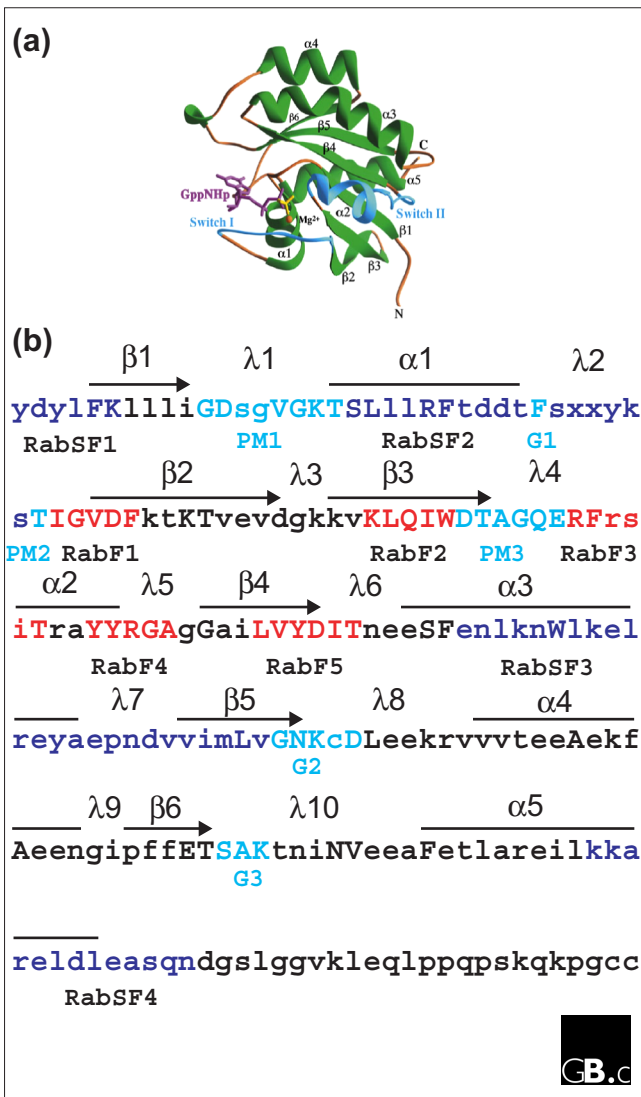 (a)
α4
α3
β6
β5
β4
C
α5
GppNHp
Mg²⁺
α2
Switch II
Switch I
β1
α1
β3
β2
N
(b)
β1 λ1 α1 λ2
ydylFKllliGDsgVGKTSLllRFtddtFsxxyk
RabSF1 PM1 RabSF2 G1
β2 λ3 β3 λ4
sTIGVDFktKTvevdgkkvKLQIWDTAGQERFrs
PM2 RabF1 RabF2 PM3 RabF3
α2 λ5 β4 λ6 α3
iTraYYRGAgGaiLVYDITneeSFenlknWlkel
RabF4 RabF5 RabSF3
λ7 β5 λ8 α4
reyaepndvvimLvGNKcDLeekrvvvteeAekf
G2
λ9 β6 λ10 α5
AeengipffETSAKtniNVeeaFetlareilkka
G3
reldleasqndgslggvkleqlppqpskqkpgcc
RabSF4
GB.c